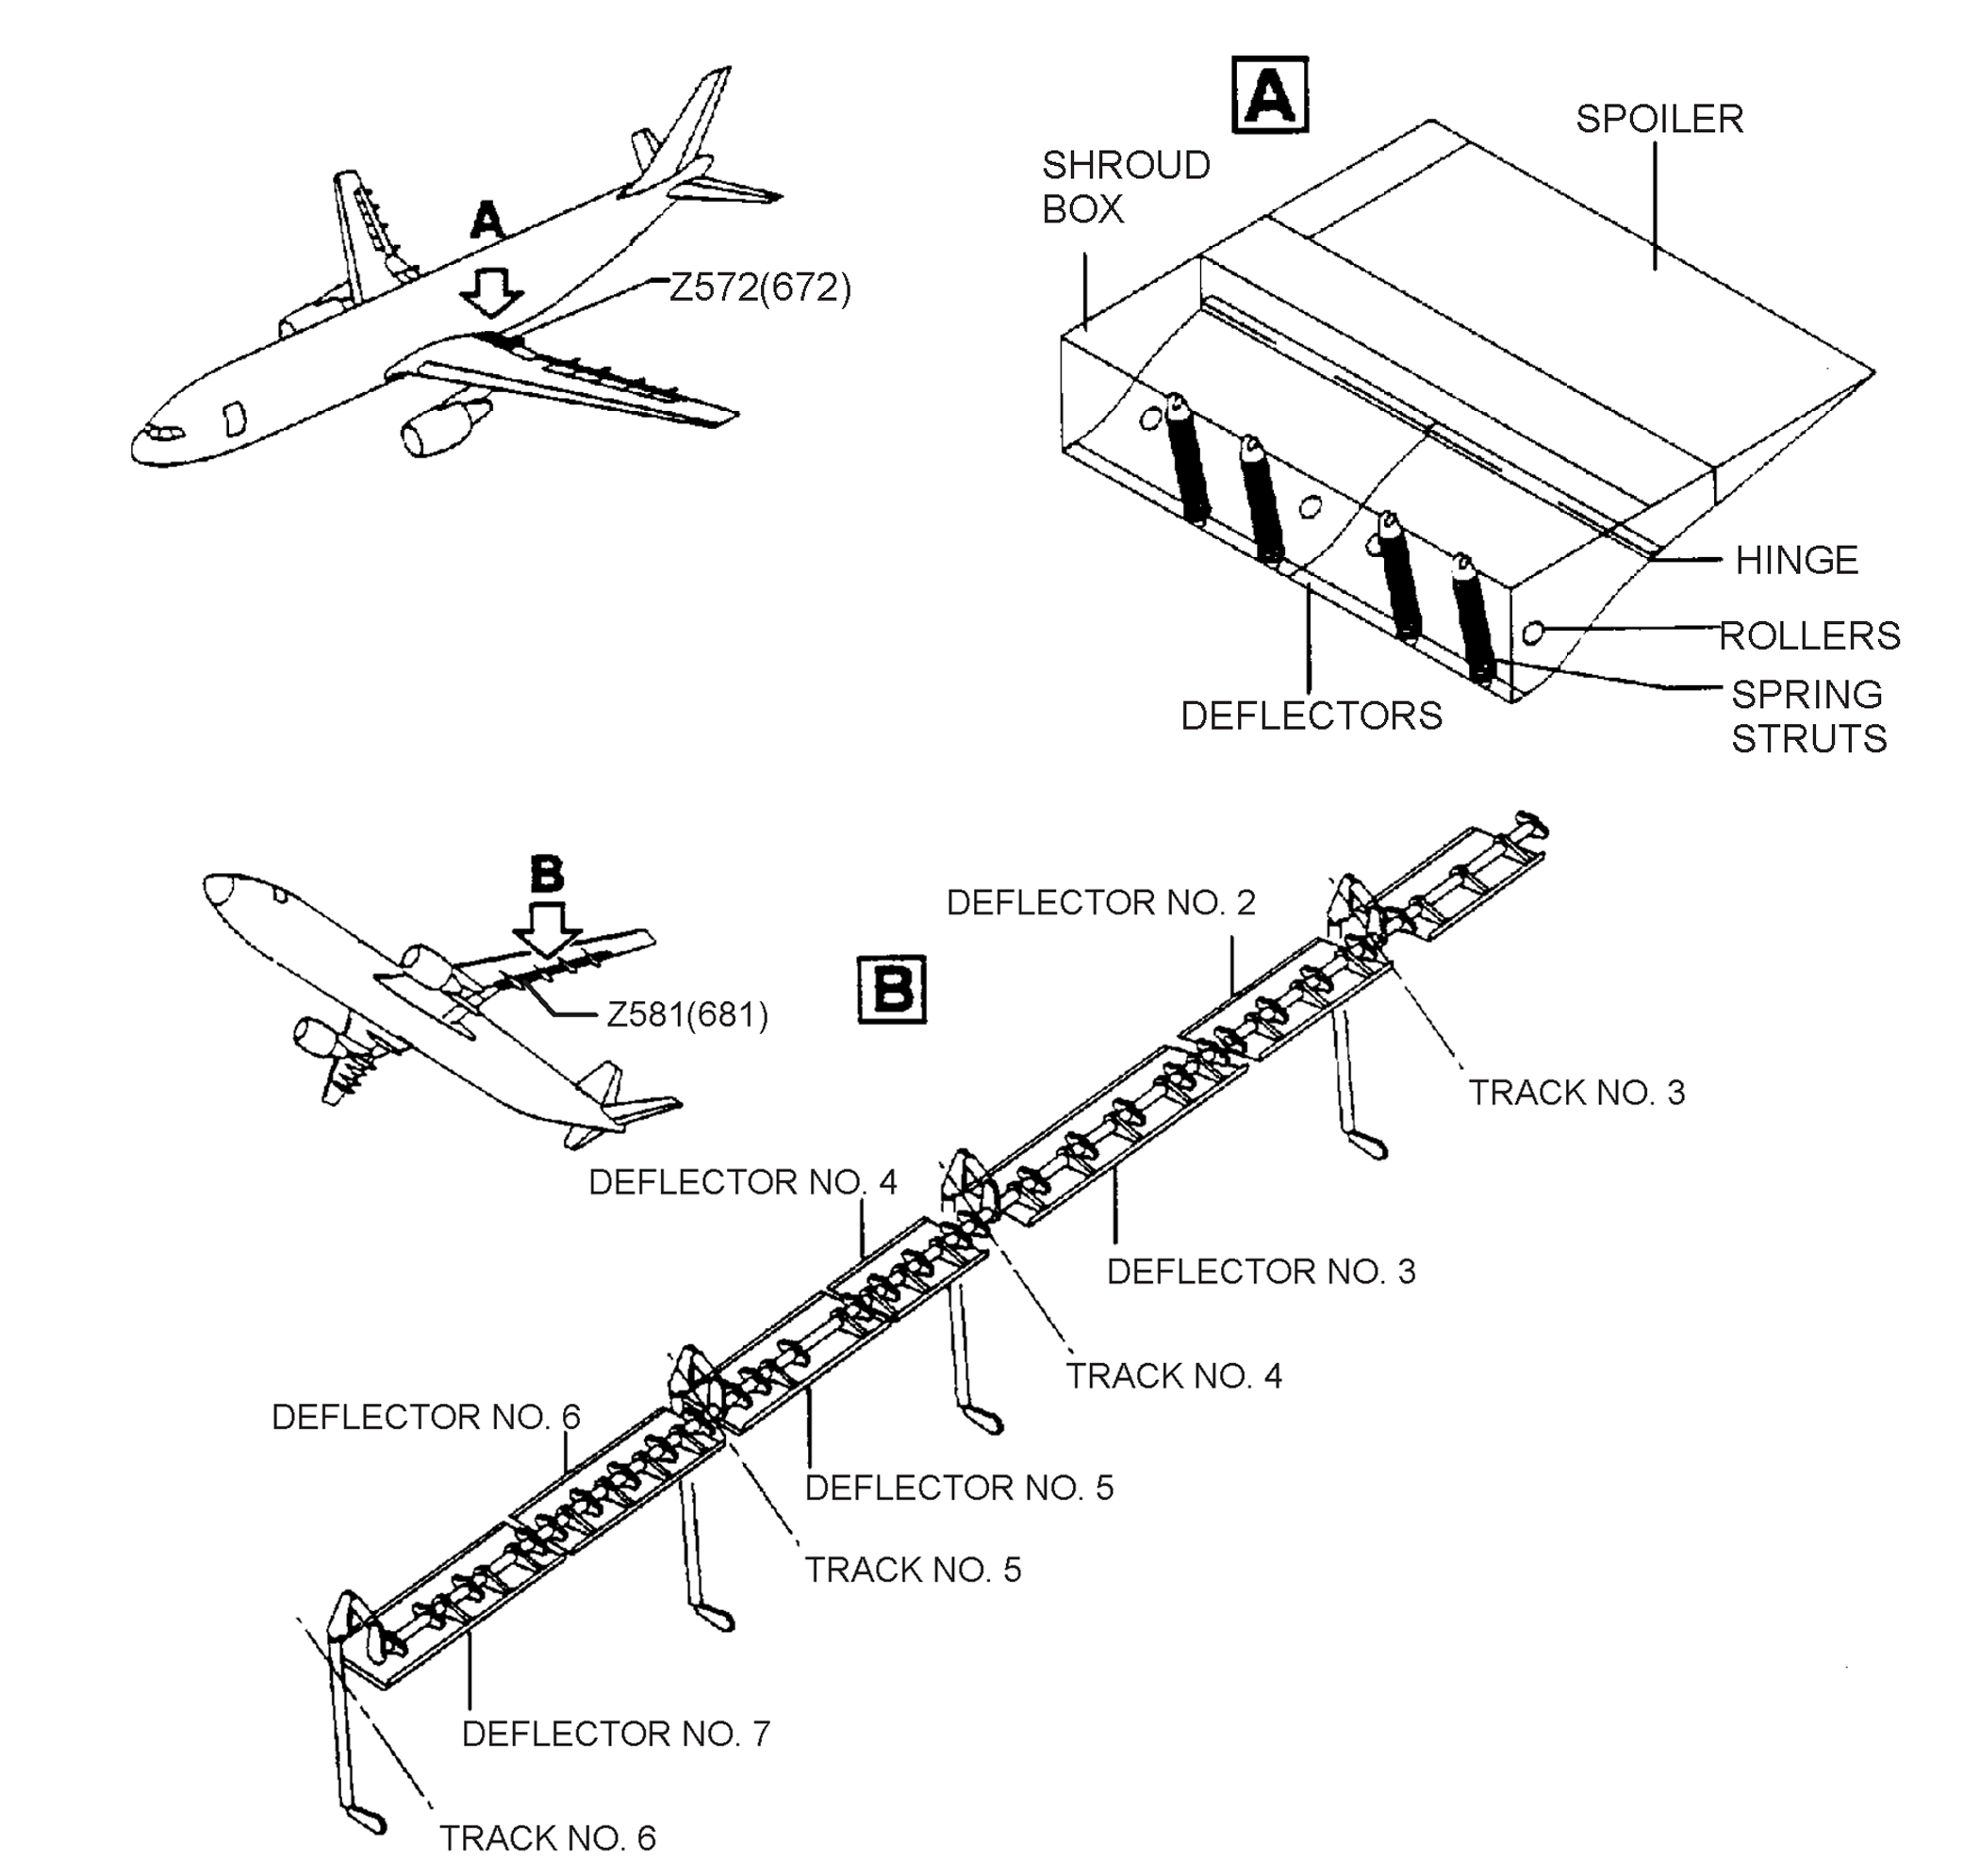 A
SPOILER
SHROUD
BOX
A
Z572(672)
HINGE
ROLLERS
SPRING
STRUTS
DEFLECTORS
B
DEFLECTOR NO. 2
B
Z581(681)
TRACK NO. 3
DEFLECTOR NO. 4
DEFLECTOR NO. 3
TRACK NO. 4
DEFLECTOR NO. 6
DEFLECTOR NO. 5
TRACK NO. 5
DEFLECTOR NO. 7
TRACK NO. 6